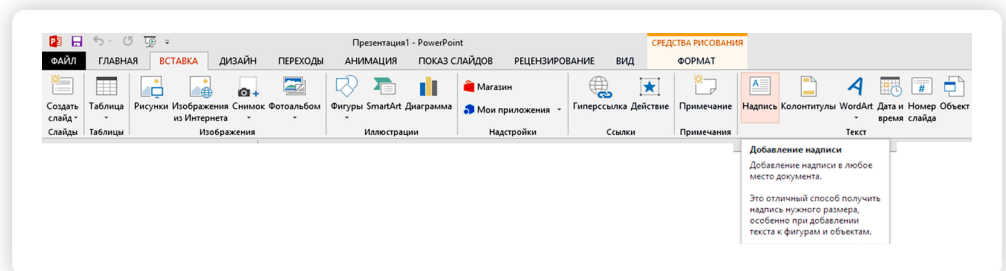 Презентация1 - PowerPoint
СРЕДСТВА РИСОВАНИЯ
ФАЙЛ ГЛАВНАЯ ВСТАВКА ДИЗАЙН ПЕРЕХОДЫ АНИМАЦИЯ ПОКАЗ СЛАЙДОВ РЕЦЕНЗИРОВАНИЕ ВИД ФОРМАТ
Создать слайд
Таблица
Рисунки
Изображения из Интернета
Снимок
Фотоальбом
Фигуры
SmartArt
Диаграмма
Магазин
Мои приложения
Гиперссылка
Действие
Примечание
Надпись
Колонтитулы
WordArt
Дата и время
Номер слайда
Объект
Слайды Таблицы Изображения Иллюстрации Надстройки Ссылки Примечания Текст
Добавление надписи
Добавление надписи в любое
место документа.
Это отличный способ получить
надпись нужного размера,
особенно при добавлении
текста к фигурам и объектам.